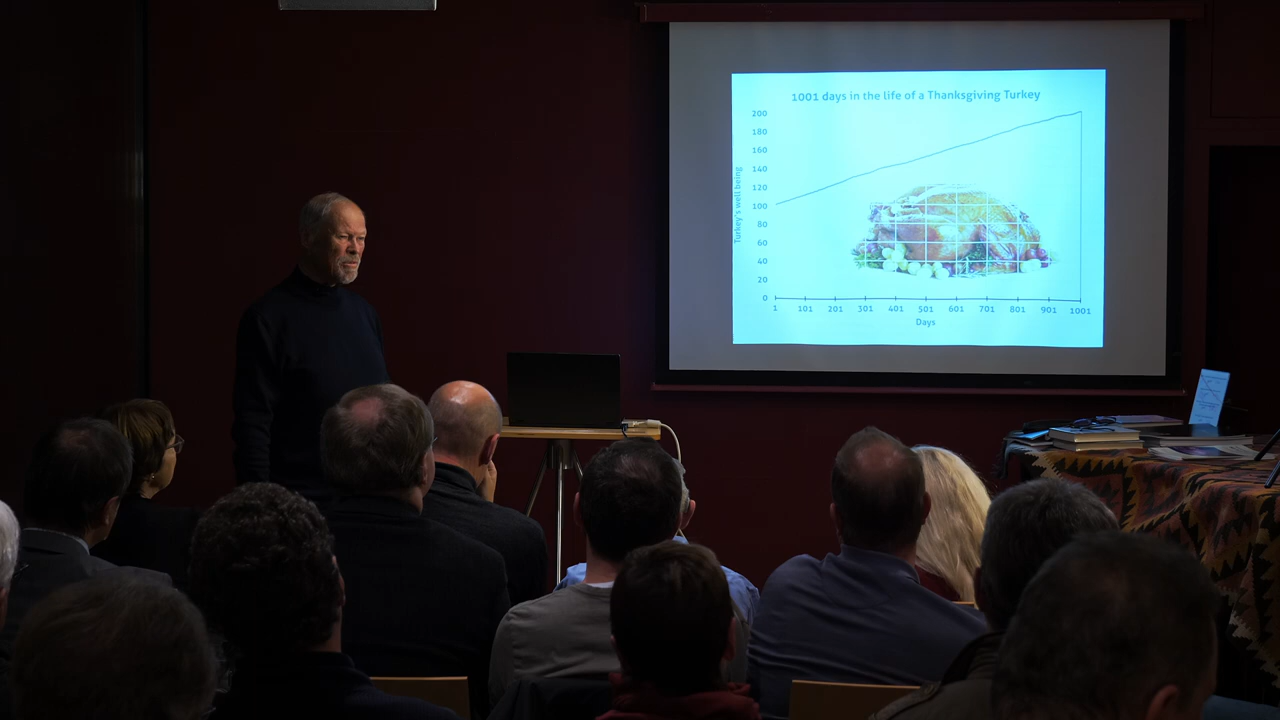 1001 days in the life of a Thanksgiving Turkey
200
180
160
140
120
100
80
60
40
20
0
Turkey's well being
1 101 201 301 401 501 601 701 801 901 1001
Days